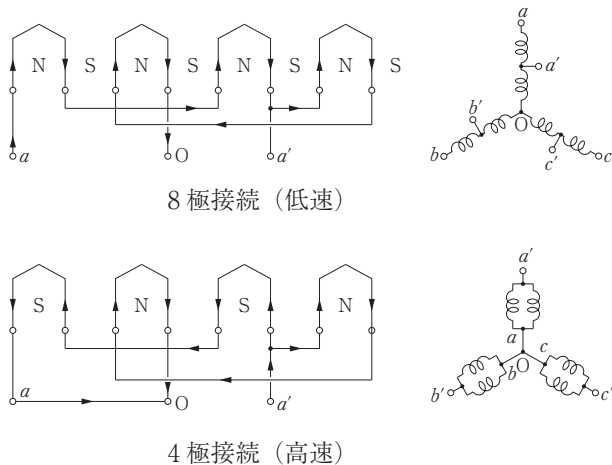 a
N S N S N S N S
a'
b'
O
a O a'
b c' c
8極接続（低速）
a'
S N S N
a c
O
b
a O a'
b' c'
4極接続（高速）